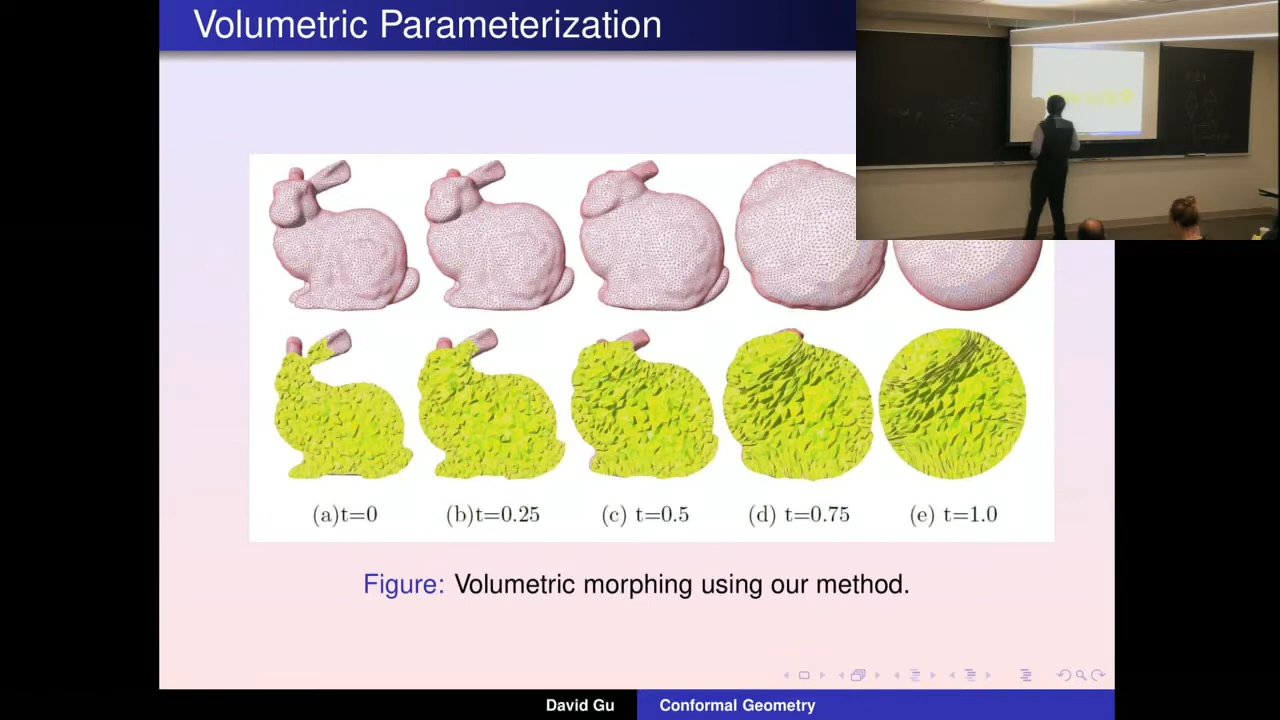 Volumetric Parameterization
(a)t=0 (b)t=0.25 (c) t=0.5 (d) t=0.75 (e) t=1.0
Figure: Volumetric morphing using our method.
David Gu Conformal Geometry